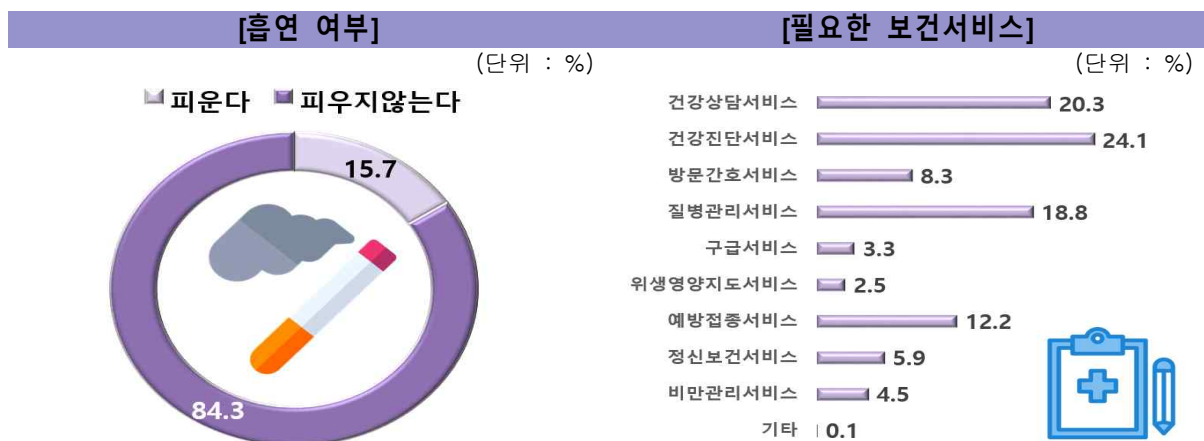 [흡연 여부]
(단위 : %)
피운다 피우지않는다
15.7
84.3
[필요한 보건서비스]
(단위 : %)
건강상담서비스 20.3
건강진단서비스 24.1
방문간호서비스 8.3
질병관리서비스 18.8
구급서비스 3.3
위생영양지도서비스 2.5
예방접종서비스 12.2
정신보건서비스 5.9
비만관리서비스 4.5
기타 0.1